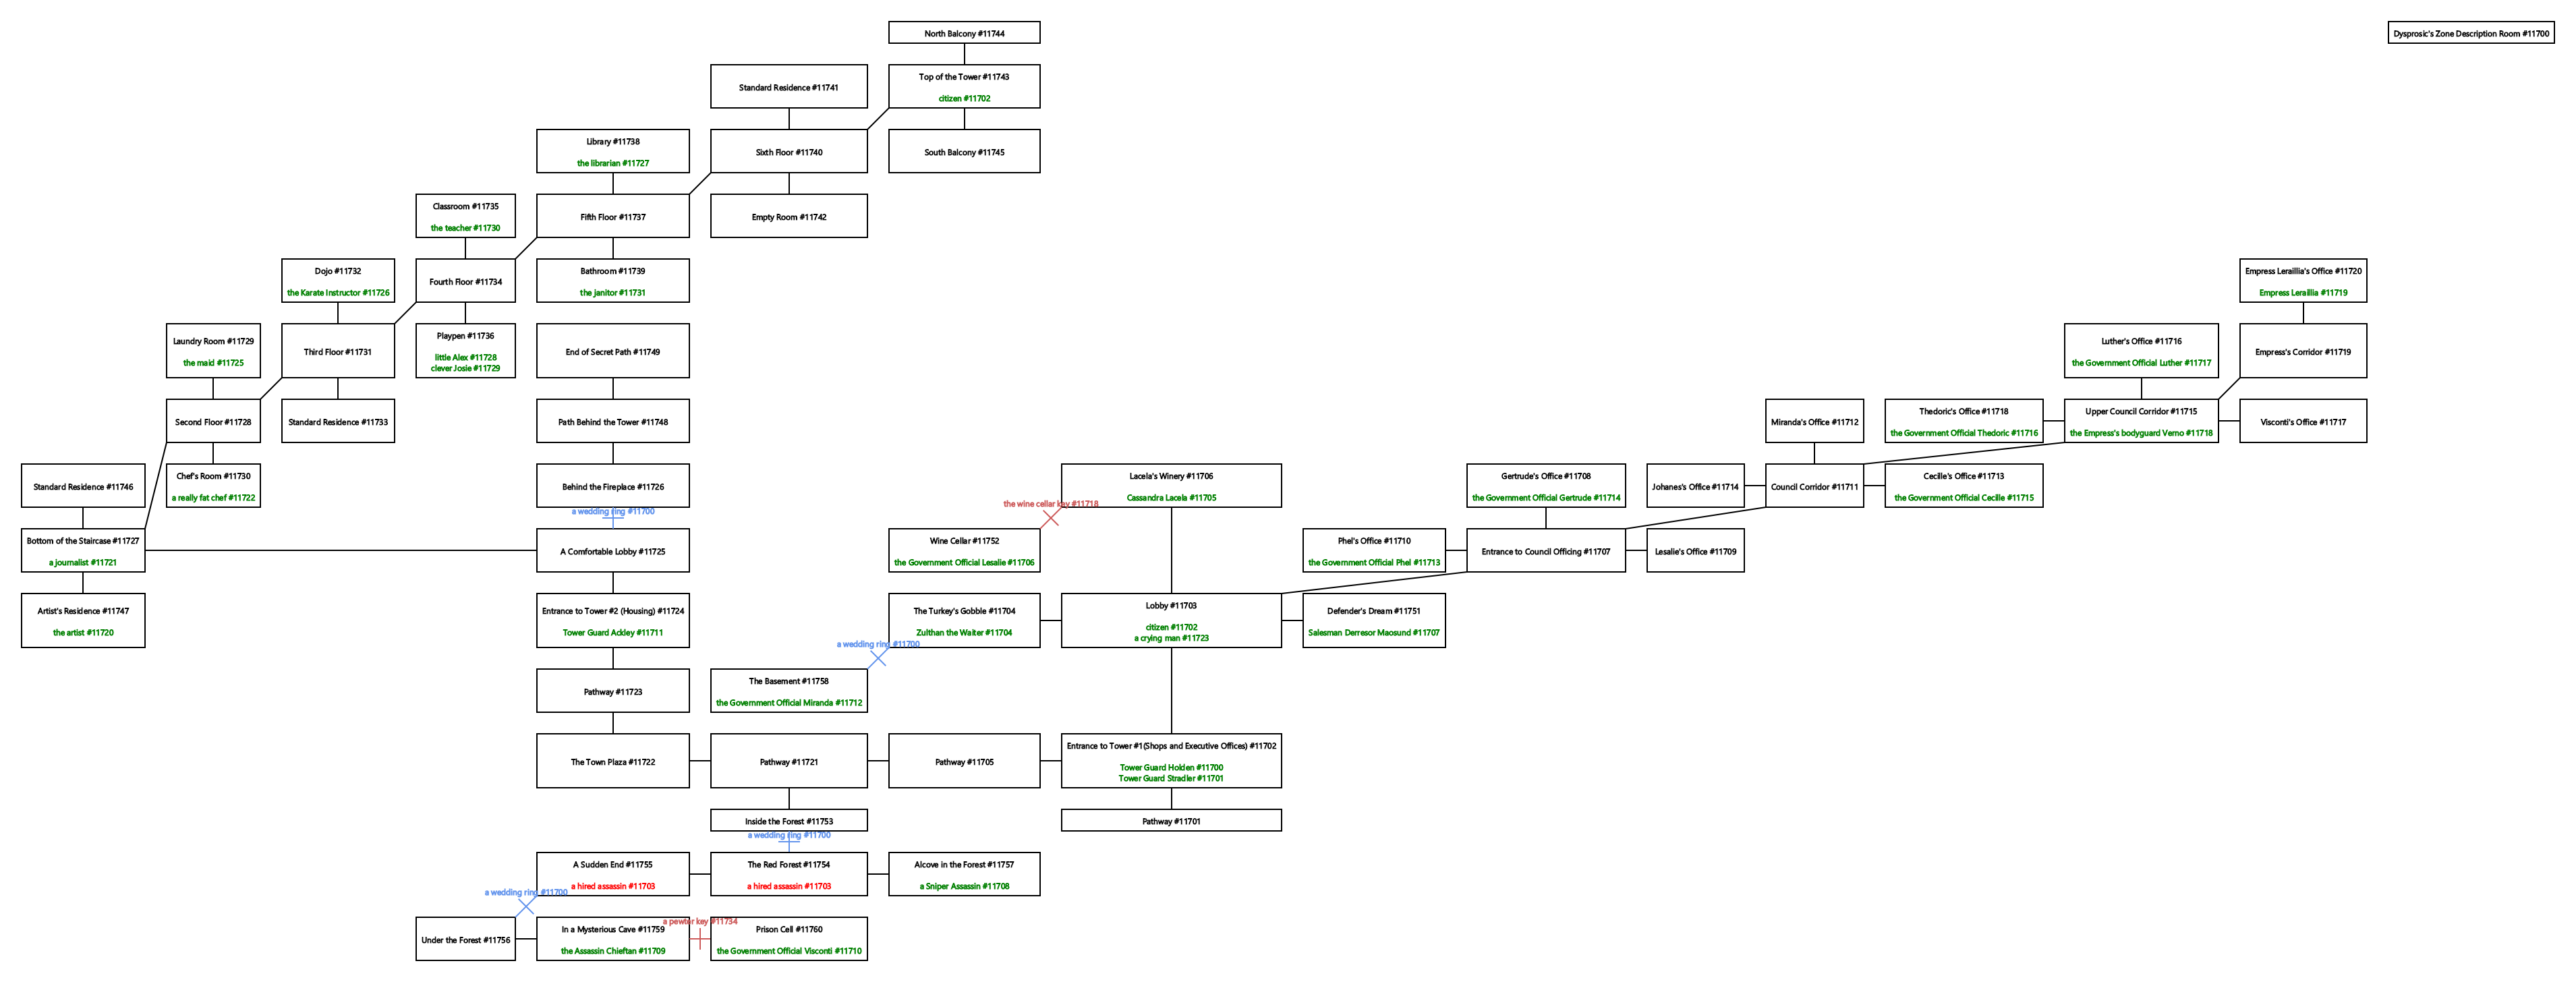 North Balcony #11744
Dysprosic's Zone Description Room #11700
Top of the Tower #11743
citizen #11702
Standard Residence #11741
Library #11738
the librarian #11727
Sixth Floor #11740
South Balcony #11745
Classroom #11735
the teacher #11730
Fifth Floor #11737
Empty Room #11742
Dojo #11732
the Karate Instructor #11726
Fourth Floor #11734
Bathroom #11739
the janitor #11731
Empress Leraillia's Office #11720
Empress Leraillia #11719
Laundry Room #11729
the maid #11725
Third Floor #11731
Playpen #11736
little Alex #11728
clever Josie #11729
End of Secret Path #11749
Luther's Office #11716
the Government Official Luther #11717
Empress's Corridor #11719
Second Floor #11728
Standard Residence #11733
Path Behind the Tower #11748
Miranda's Office #11712
Thedoric's Office #11718
the Government Official Thedoric #11716
Upper Council Corridor #11715
the Empress's bodyguard Verno #11718
Visconti's Office #11717
Standard Residence #11746
Chef's Room #11730
a really fat chef #11722
Behind the Fireplace #11726
Lacela's Winery #11706
Cassandra Lacela #11705
Gertrude's Office #11708
the Government Official Gertrude #11714
Johanes's Office #11714
Council Corridor #11711
Cecille's Office #11713
the Government Official Cecille #11715
the wine cellar key #11718
a wedding ring #11700
Bottom of the Staircase #11727
a journalist #11721
A Comfortable Lobby #11725
Wine Cellar #11752
the Government Official Lesalie #11706
Phel's Office #11710
the Government Official Phel #11713
Entrance to Council Officing #11707
Lesalie's Office #11709
Artist's Residence #11747
the artist #11720
Entrance to Tower #2 (Housing) #11724
Tower Guard Ackley #11711
The Turkey's Gobble #11704
Zulthan the Waiter #11704
Lobby #11703
citizen #11702
a crying man #11723
Defender's Dream #11751
Salesman Derresor Maosund #11707
a wedding ring #11700
Pathway #11723
The Basement #11758
the Government Official Miranda #11712
The Town Plaza #11722
Pathway #11721
Pathway #11705
Entrance to Tower #1(Shops and Executive Offices) #11702
Tower Guard Holden #11700
Tower Guard Stradler #11701
Inside the Forest #11753
Pathway #11701
a wedding ring #11700
A Sudden End #11755
a hired assassin #11703
The Red Forest #11754
a hired assassin #11703
Alcove in the Forest #11757
a Sniper Assassin #11708
a wedding ring #11700
Under the Forest #11756
In a Mysterious Cave #11759
the Assassin Chieftan #11709
a pewter key #11734
Prison Cell #11760
the Government Official Visconti #11710